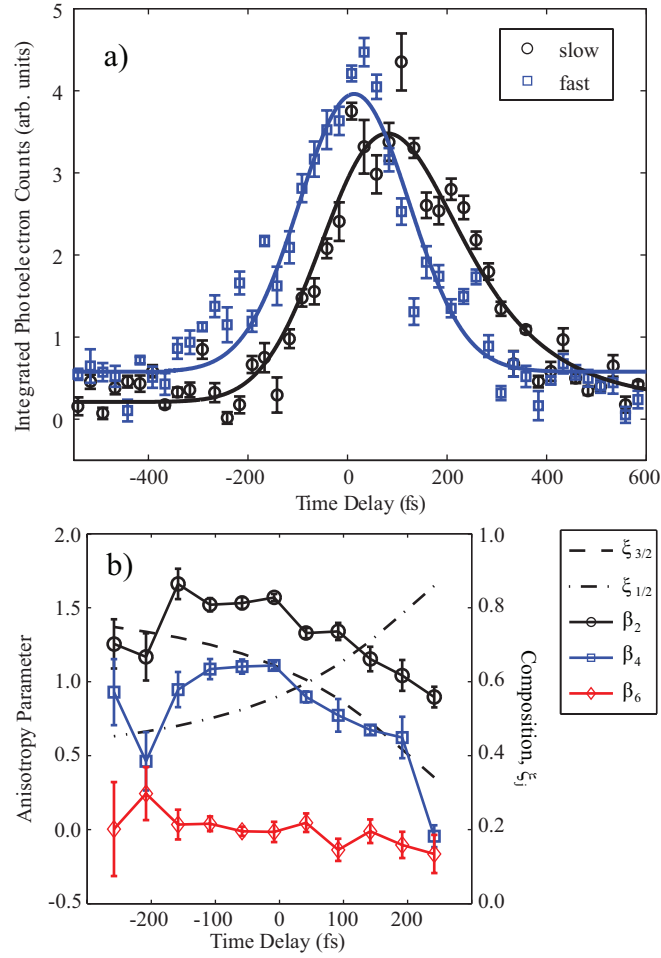 a)
slow
fast
Integrated Photoelectron Counts (arb. units)
5
4
3
2
1
0
-400
-200
0
200
400
600
Time Delay (fs)
b)
Anisotropy Parameter
2.0
1.5
1.0
0.5
0.0
-0.5
1.0
0.8
0.6
0.4
0.2
0.0
Composition, ξj
-200
-100
0
100
200
Time Delay (fs)
ξ 3/2
ξ 1/2
β2
β4
β6